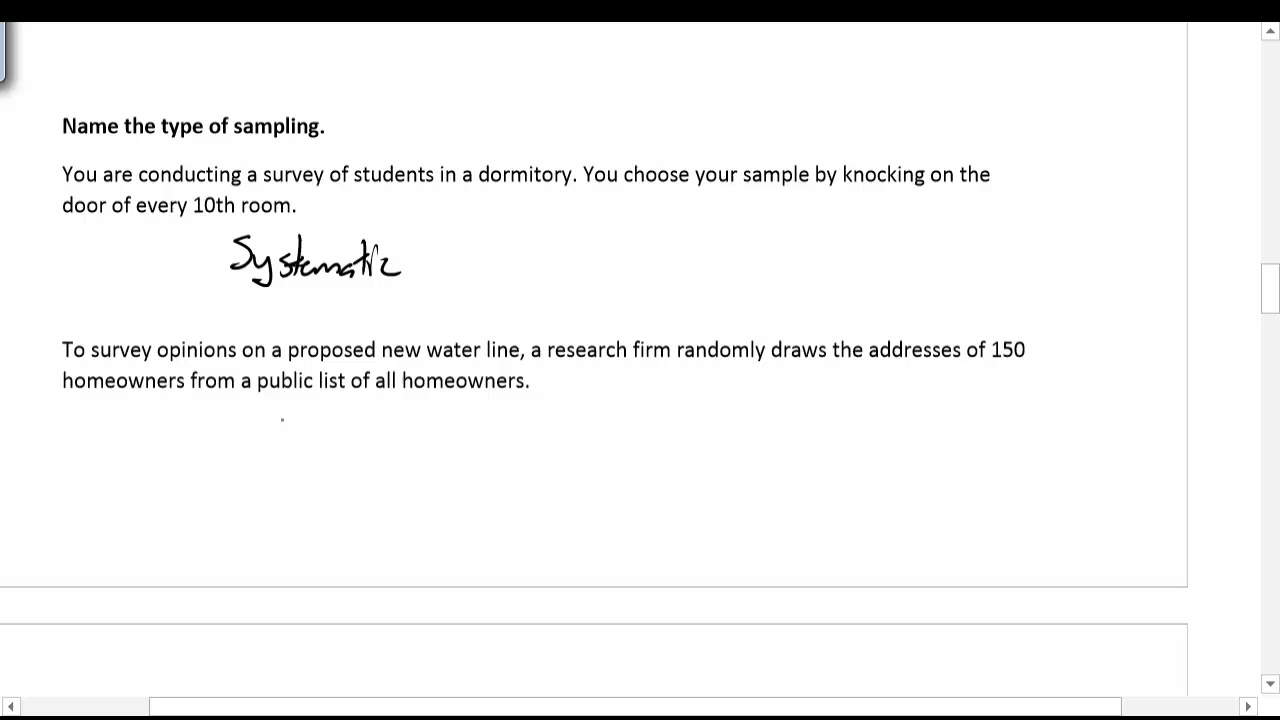 Name the type of sampling.
You are conducting a survey of students in a dormitory. You choose your sample by knocking on the
door of every 10th room.
Systematic
To survey opinions on a proposed new water line, a research firm randomly draws the addresses of 150
homeowners from a public list of all homeowners.